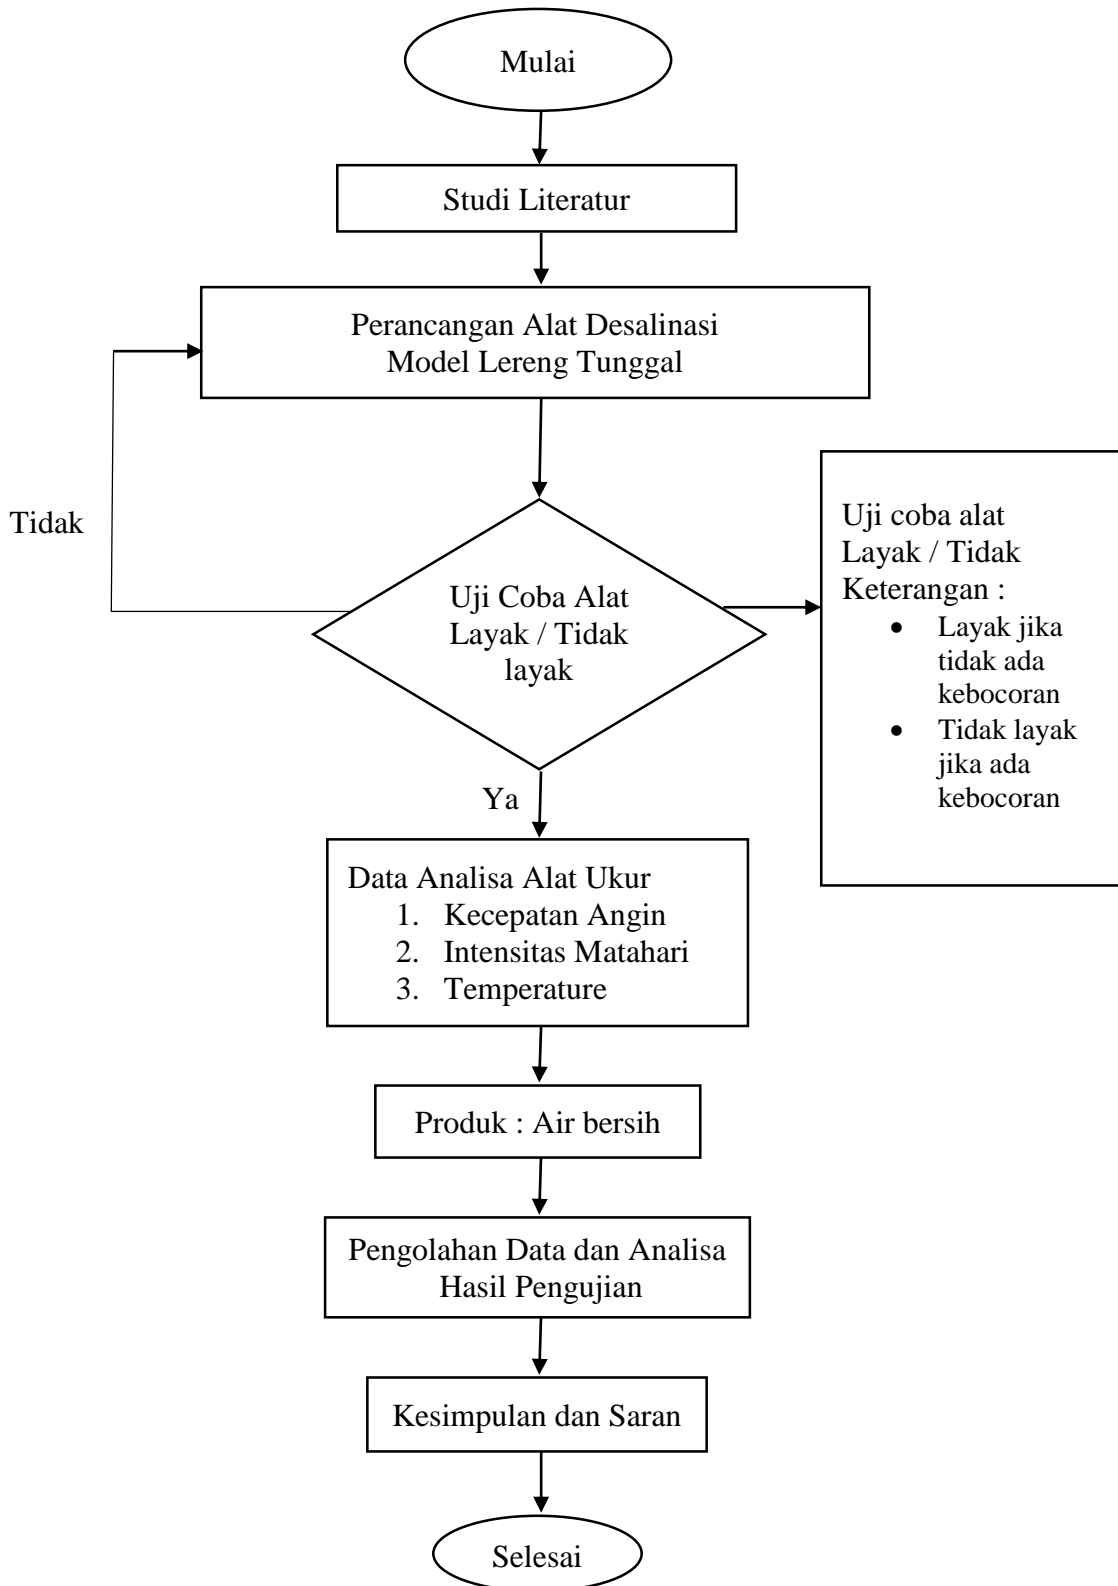 Mulai
Studi Literatur
Perancangan Alat Desalinasi
Model Lereng Tunggal
Tidak
Uji Coba Alat
Layak / Tidak
layak
Uji coba alat
Layak / Tidak
Keterangan :
• Layak jika
tidak ada
kebocoran
• Tidak layak
jika ada
kebocoran
Ya
Data Analisa Alat Ukur
1. Kecepatan Angin
2. Intensitas Matahari
3. Temperature
Produk : Air bersih
Pengolahan Data dan Analisa
Hasil Pengujian
Kesimpulan dan Saran
Selesai